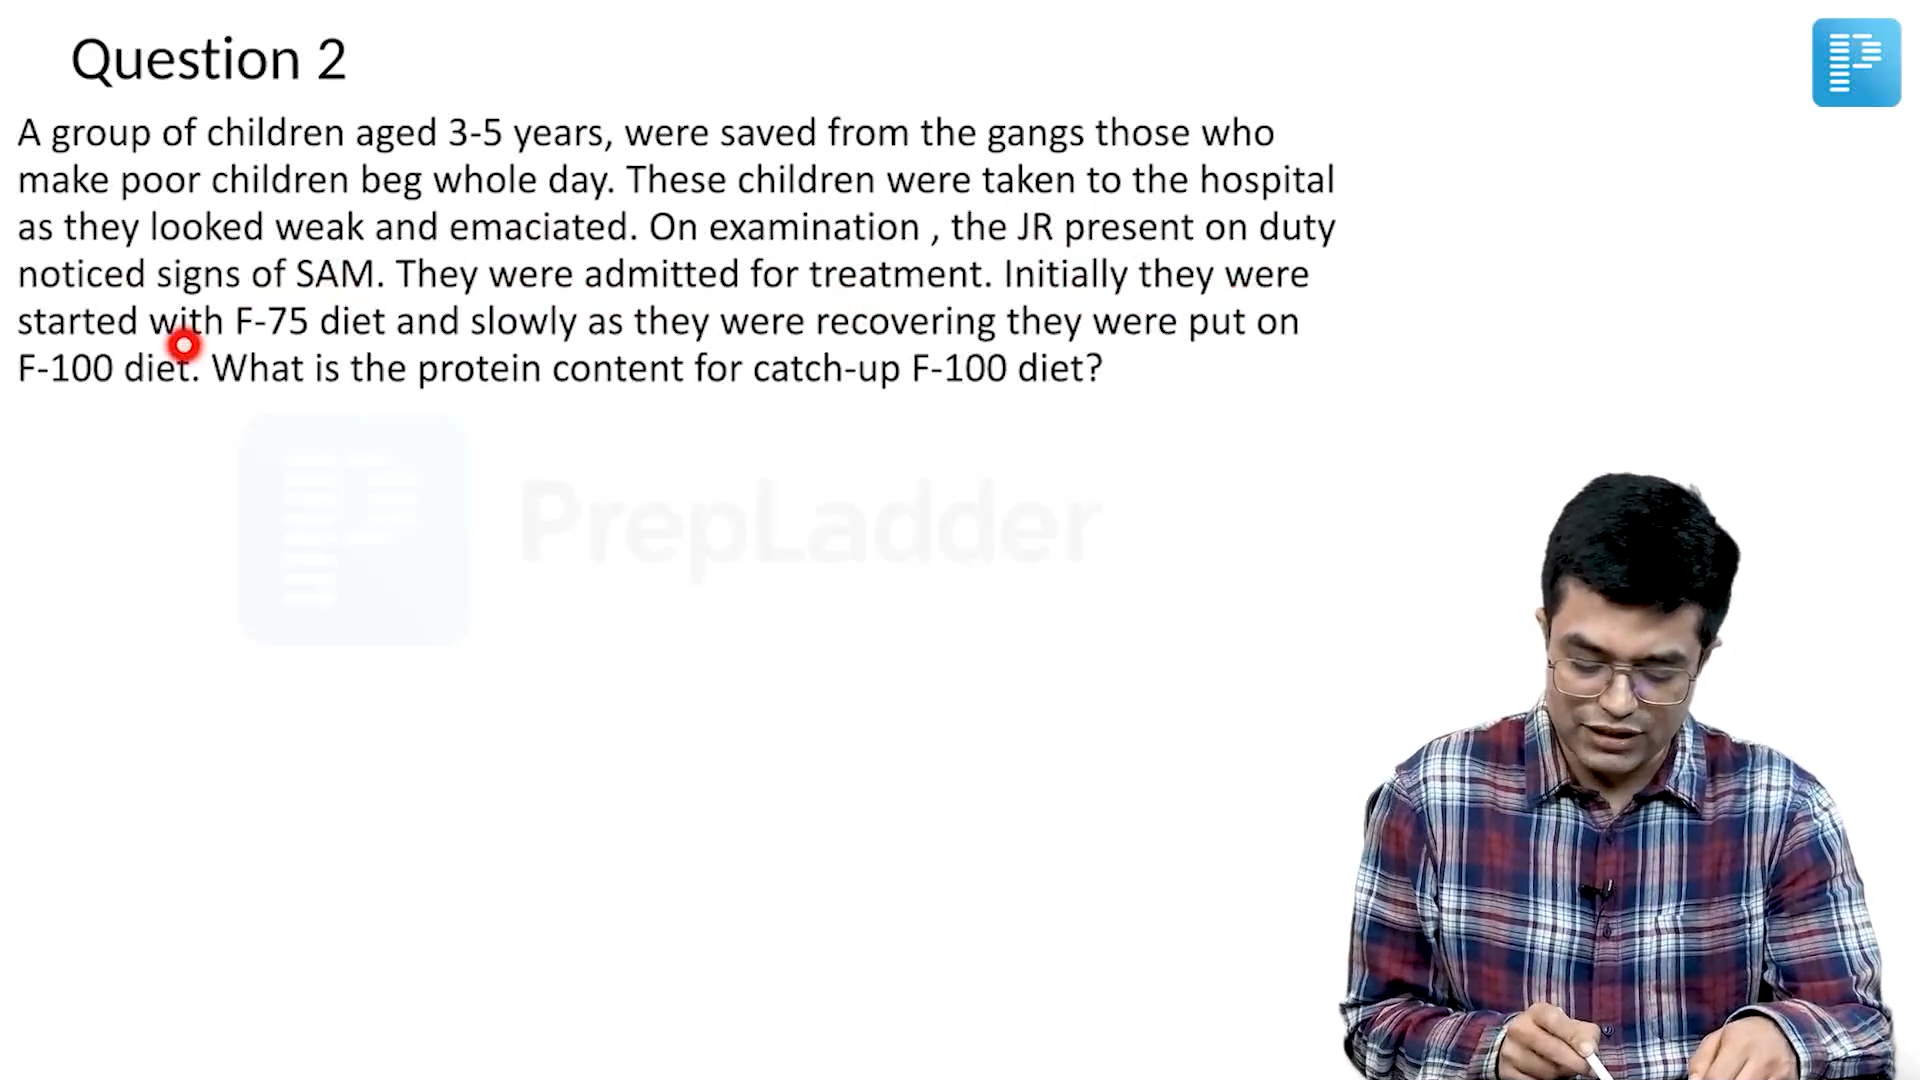 Question 2
A group of children aged 3-5 years, were saved from the gangs those who
make poor children beg whole day. These children were taken to the hospital
as they looked weak and emaciated. On examination , the JR present on duty
noticed signs of SAM. They were admitted for treatment. Initially they were
started with F-75 diet and slowly as they were recovering they were put on
F-100 diet. What is the protein content for catch-up F-100 diet?
PrepLadder